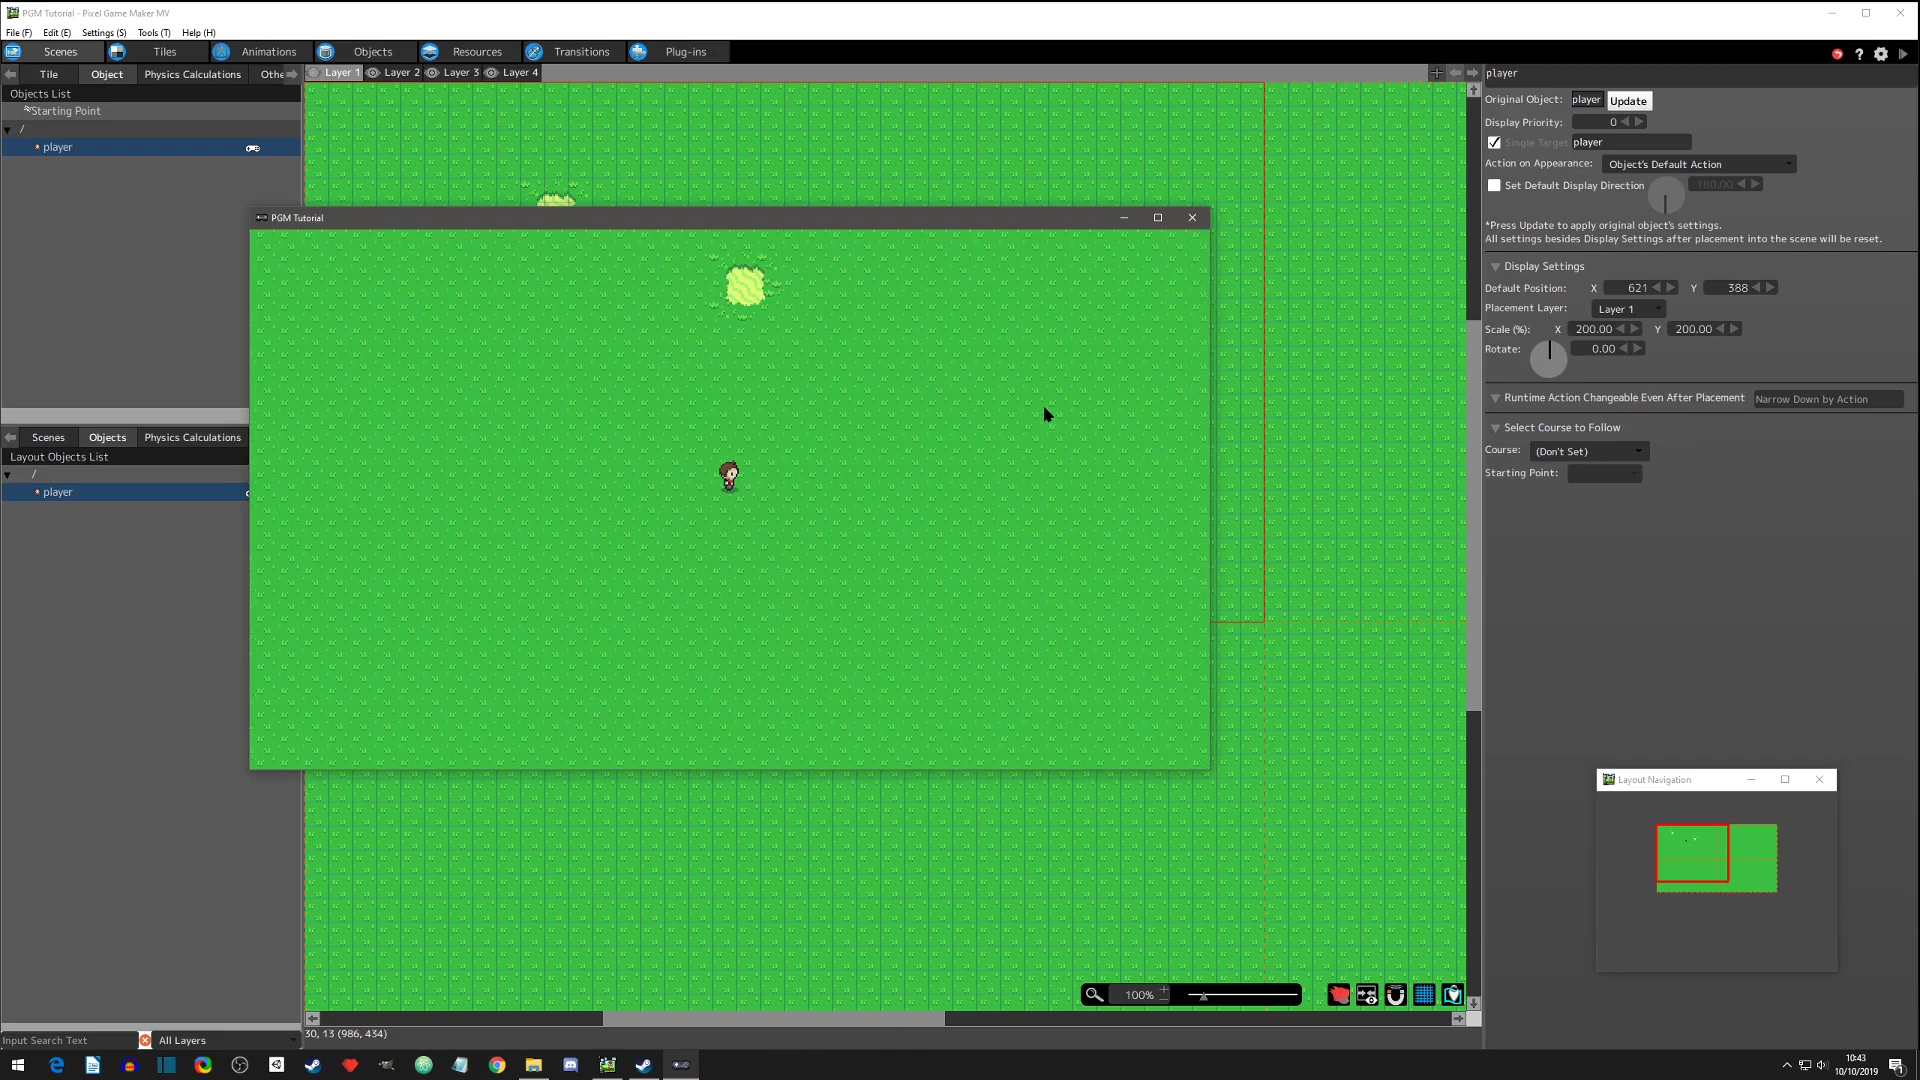 PGM Tutorial - Pixel Game Maker MV
File (F) Edit (E) Settings (S) Tools (T) Help (H)
Scenes Tiles Animations Objects Resources Transitions Plug-ins
Tile Object Physics Calculations Othe
Layer 1 Layer 2 Layer 3 Layer 4
Objects List
Starting Point
/
player
PGM Tutorial
Scenes Objects Physics Calculations
Layout Objects List
/
player
Input Search Text
All Layers
100%
30, 13 (986, 434)
player
Original Object: player Update
Display Priority: 0
Single Target player
Action on Appearance: Object's Default Action
Set Default Display Direction 180.00
*Press Update to apply original object's settings.
All settings besides Display Settings after placement into the scene will be reset.
Display Settings
Default Position: X 621 Y 388
Placement Layer: Layer 1
Scale (%): X 200.00 Y 200.00
Rotate: 0.00
Runtime Action Changeable Even After Placement Narrow Down by Action
Select Course to Follow
Course: (Don't Set)
Starting Point:
Layout Navigation
10:43
10/10/2019